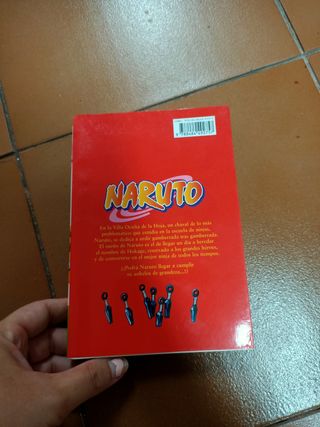 NARUTO
En la Villa Oculta de la Hoja, un chaval de lo más
problemático que estudia en la escuela de ninjas,
Naruto, se dedica a urdir gamberrada tras gamberrada.
El sueño de Naruto es el de llegar un día a heredar
el nombre de Hokage, reservado a los grandes héroes,
y de convertirse en el mejor ninja de todos los tiempos.
¿¡Podrá Naruto llegar a cumplir
su anhelos de grandeza...!?